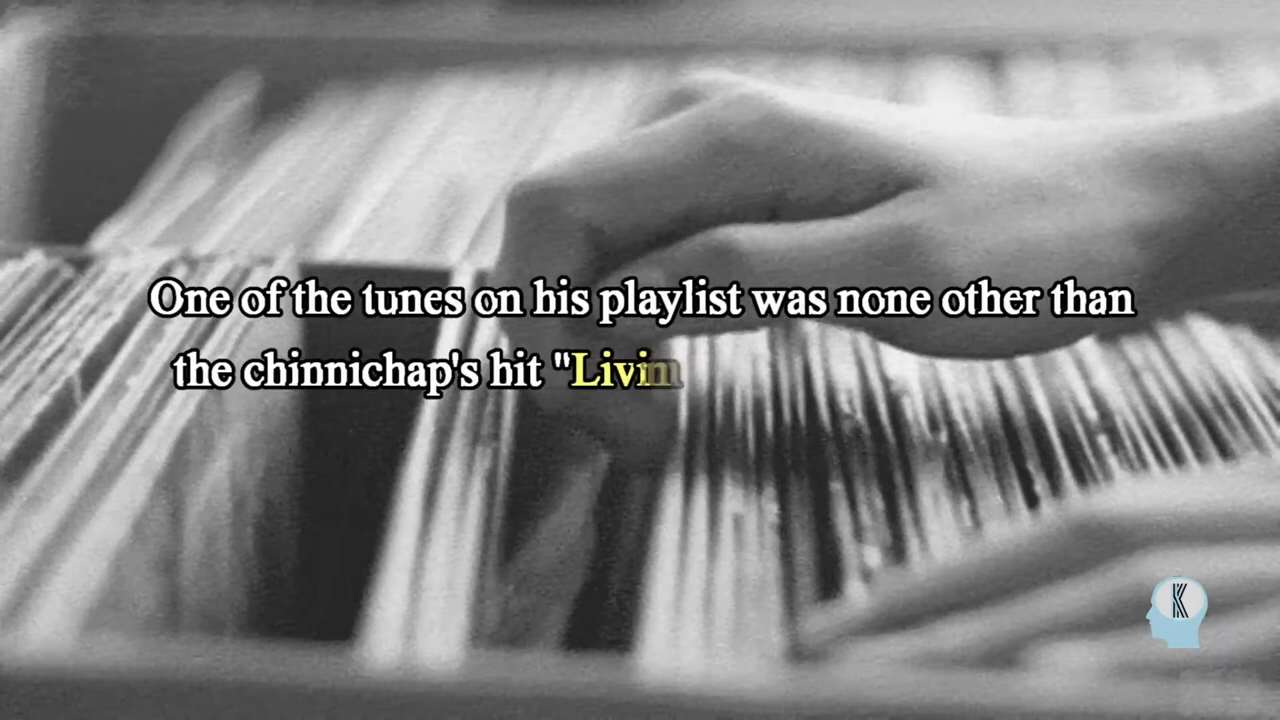 One of the tunes on his playlist was none other than
the chinnichap's hit "Livin
K